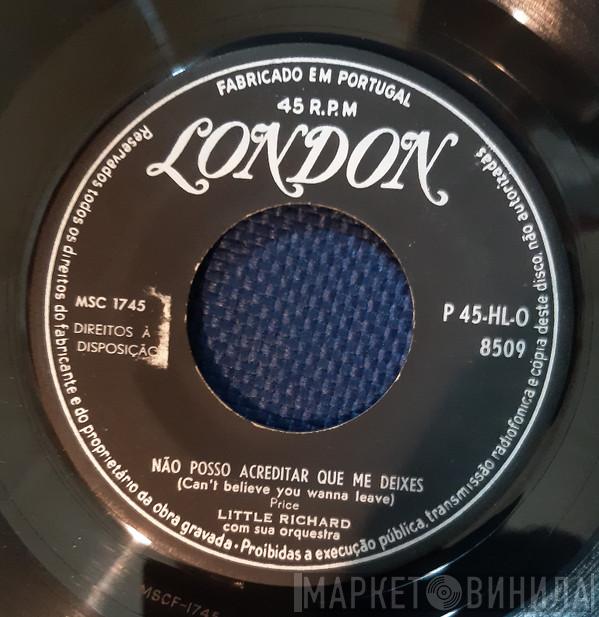 FABRICADO EM PORTUGAL
45 R.P.M
LONDON
MSC 1745
DIREITOS À
DISPOSIÇÃO
P 45-HL-O
8509
NÃO POSSO ACREDITAR QUE ME DEIXES
(Can't believe you wanna leave)
Price
LITTLE RICHARD
com sua orquestra
Reservados todos os direitos do fabricante e do proprietário da obra gravada · Proibidas a execução pública, transmissão radiofónica e cópia deste disco, não autorizadas
MSCF-1745
МАРКЕТ ВИНИЛА